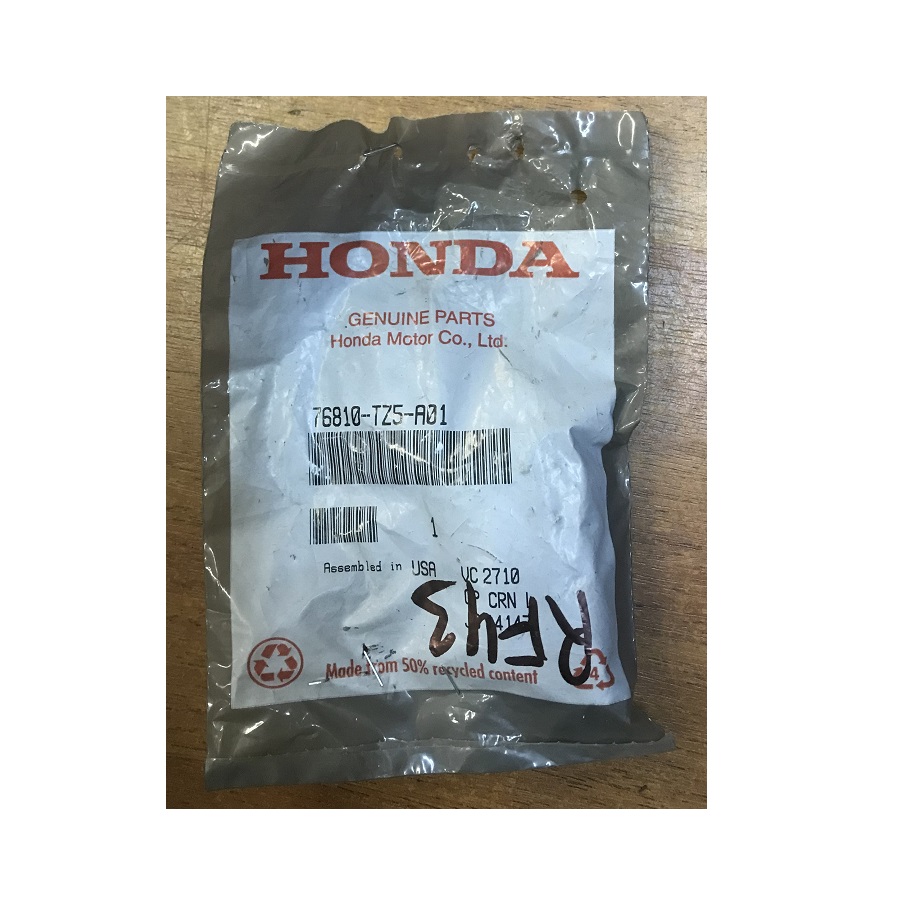 HONDA
GENUINE PARTS
Honda Motor Co., Ltd.
76810-TZ5-A01
1
Assembled in USA VC 2710
CRN
RF43
Made from 50% recycled content
4